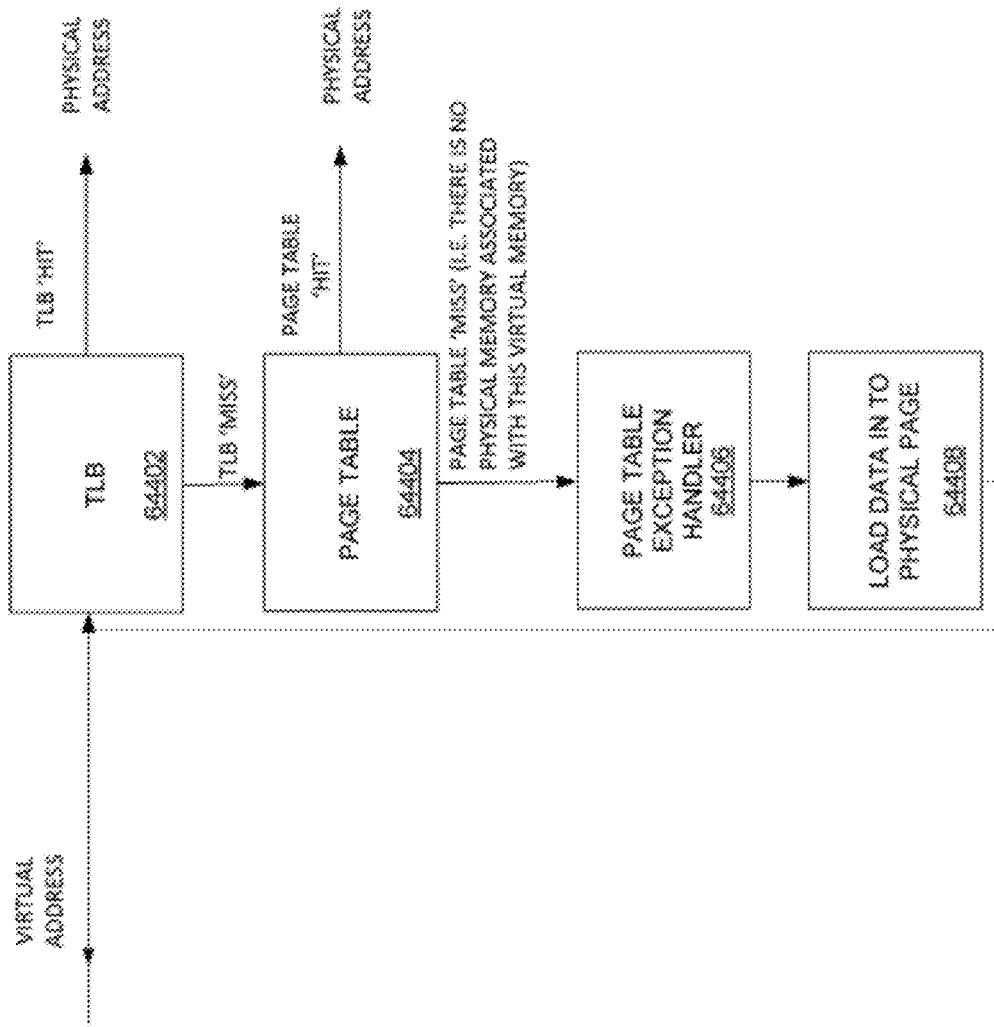 VIRTUAL
ADDRESS
TLB
64402
TLB 'HIT'
PHYSICAL
ADDRESS
TLB 'MISS'
PAGE TABLE
64404
PAGE TABLE
'HIT'
PHYSICAL
ADDRESS
PAGE TABLE 'MISS' (I.E. THERE IS NO
PHYSICAL MEMORY ASSOCIATED
WITH THIS VIRTUAL MEMORY)
PAGE TABLE
EXCEPTION
HANDLER
64406
LOAD DATA IN TO
PHYSICAL PAGE
64408